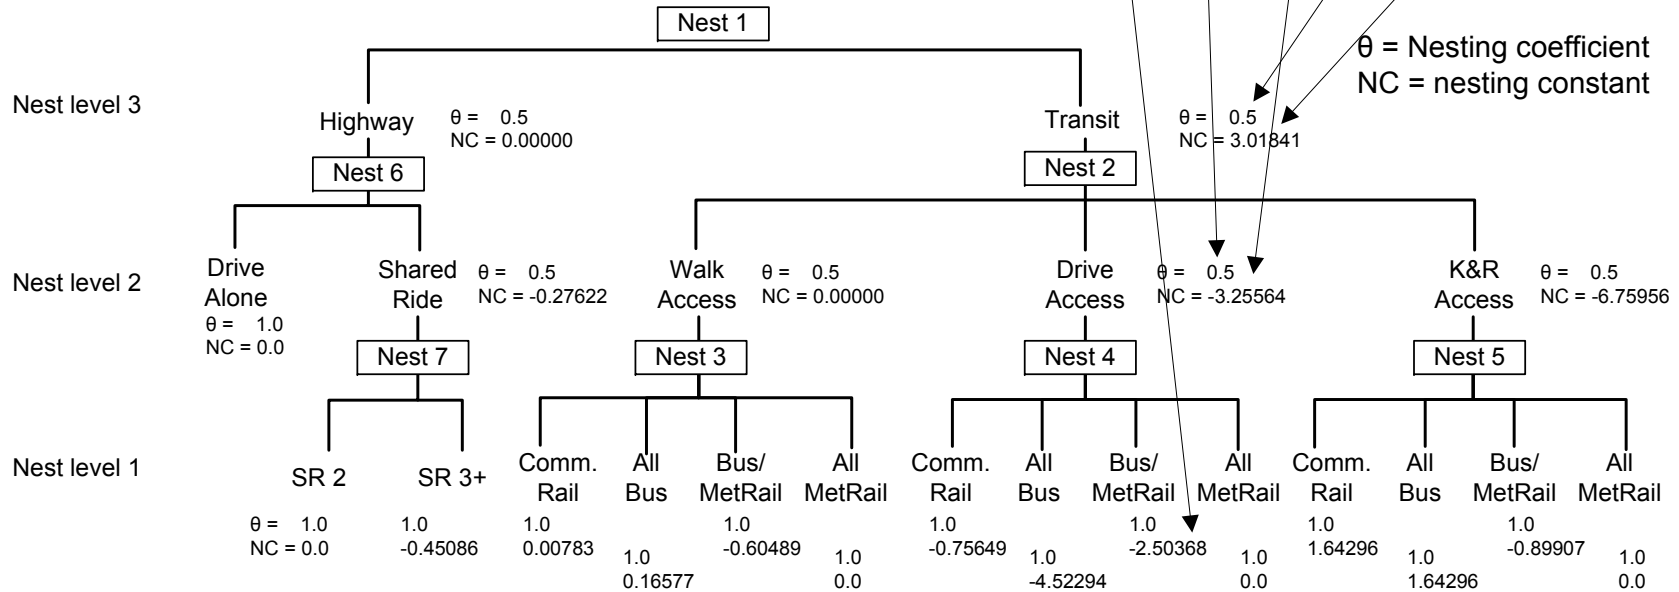 Nest 1
θ = Nesting coefficient
NC = nesting constant
Nest level 3
Highway
θ = 0.5
NC = 0.00000
Transit
θ = 0.5
NC = 3.01841
Nest 6
Nest 2
Nest level 2
Drive
Alone
θ = 1.0
NC = 0.0
Shared
Ride
θ = 0.5
NC = -0.27622
Walk
Access
θ = 0.5
NC = 0.00000
Drive
Access
θ = 0.5
NC = -3.25564
K&R
Access
θ = 0.5
NC = -6.75956
Nest 7
Nest 3
Nest 4
Nest 5
Nest level 1
SR 2
θ = 1.0
NC = 0.0
SR 3+
1.0
-0.45086
Comm.
Rail
1.0
0.00783
All
Bus
1.0
0.16577
Bus/
MetRail
1.0
-0.60489
All
MetRail
1.0
0.0
Comm.
Rail
1.0
-0.75649
All
Bus
1.0
-4.52294
Bus/
MetRail
1.0
-2.50368
All
MetRail
1.0
0.0
Comm.
Rail
1.0
1.64296
All
Bus
1.0
1.64296
Bus/
MetRail
1.0
-0.89907
All
MetRail
1.0
0.0